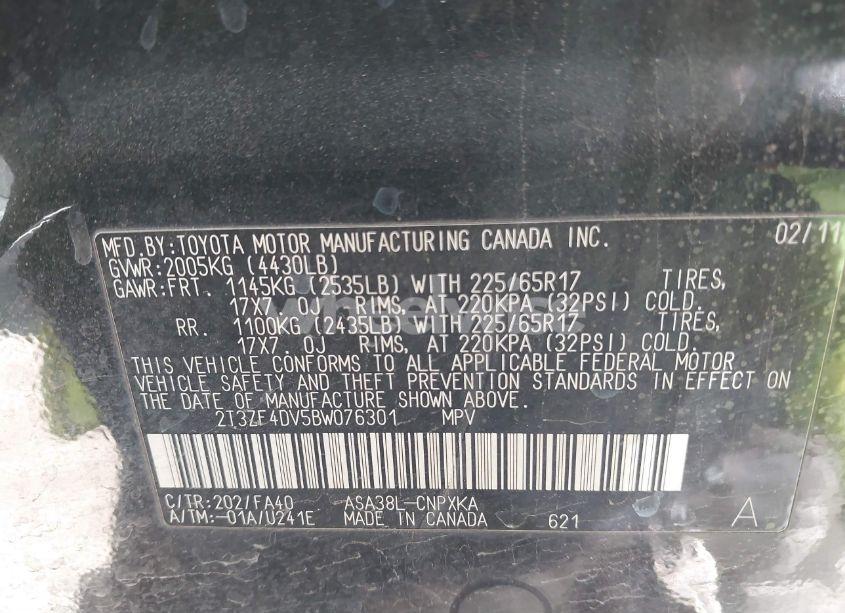 MFD.BY:TOYOTA MOTOR MANUFACTURING CANADA INC. 02/11
GVWR:2005KG (4430LB)
GAWR:FRT. 1145KG (2535LB) WITH 225/65R17 TIRES,
17X7.0J RIMS, AT 220KPA (32PSI) COLD.
RR. 1100KG (2435LB) WITH 225/65R17 TIRES,
17X7.0J RIMS, AT 220KPA (32PSI) COLD.
THIS VEHICLE CONFORMS TO ALL APPLICABLE FEDERAL MOTOR
VEHICLE SAFETY AND THEFT PREVENTION STANDARDS IN EFFECT ON
THE DATE OF MANUFACTURE SHOWN ABOVE.
2T3ZF4DV5BW076301 MPV
C/TR:202/FA40 ASA38L-CNPXKA
A/TM:-01A/U241E MADE IN CANADA 621 A